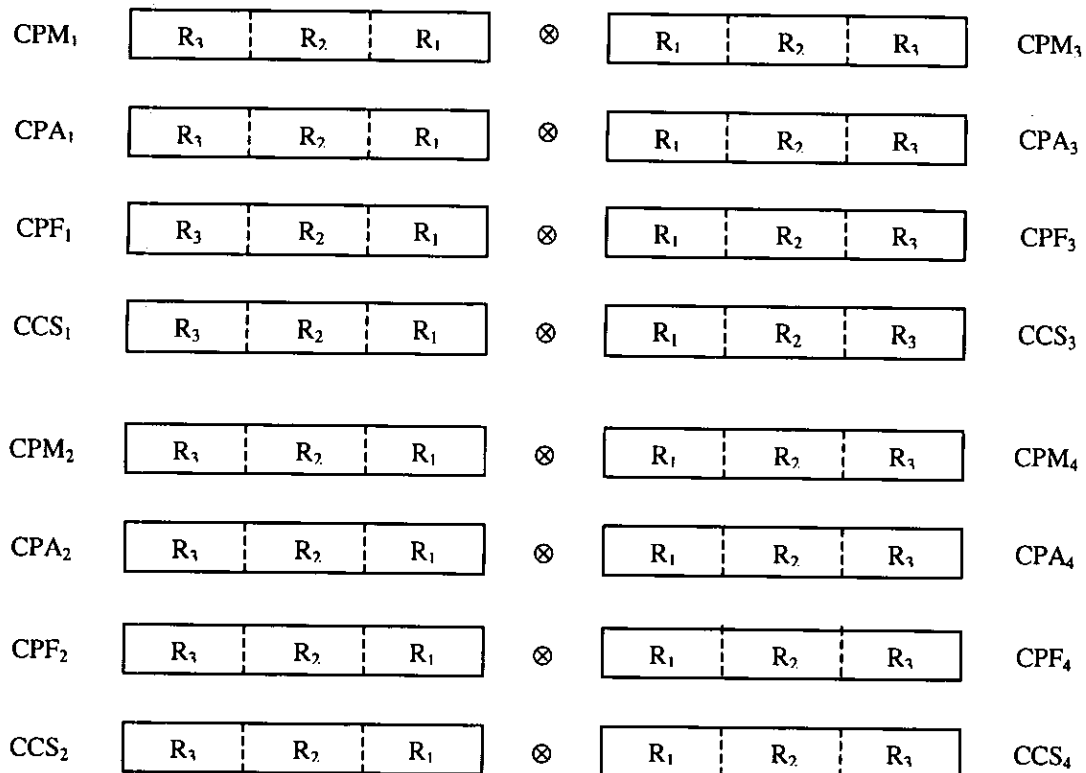 CPM₁ R₃ R₂ R₁ ⊗ R₁ R₂ R₃ CPM₃
CPA₁ R₃ R₂ R₁ ⊗ R₁ R₂ R₃ CPA₃
CPF₁ R₃ R₂ R₁ ⊗ R₁ R₂ R₃ CPF₃
CCS₁ R₃ R₂ R₁ ⊗ R₁ R₂ R₃ CCS₃
CPM₂ R₃ R₂ R₁ ⊗ R₁ R₂ R₃ CPM₄
CPA₂ R₃ R₂ R₁ ⊗ R₁ R₂ R₃ CPA₄
CPF₂ R₃ R₂ R₁ ⊗ R₁ R₂ R₃ CPF₄
CCS₂ R₃ R₂ R₁ ⊗ R₁ R₂ R₃ CCS₄